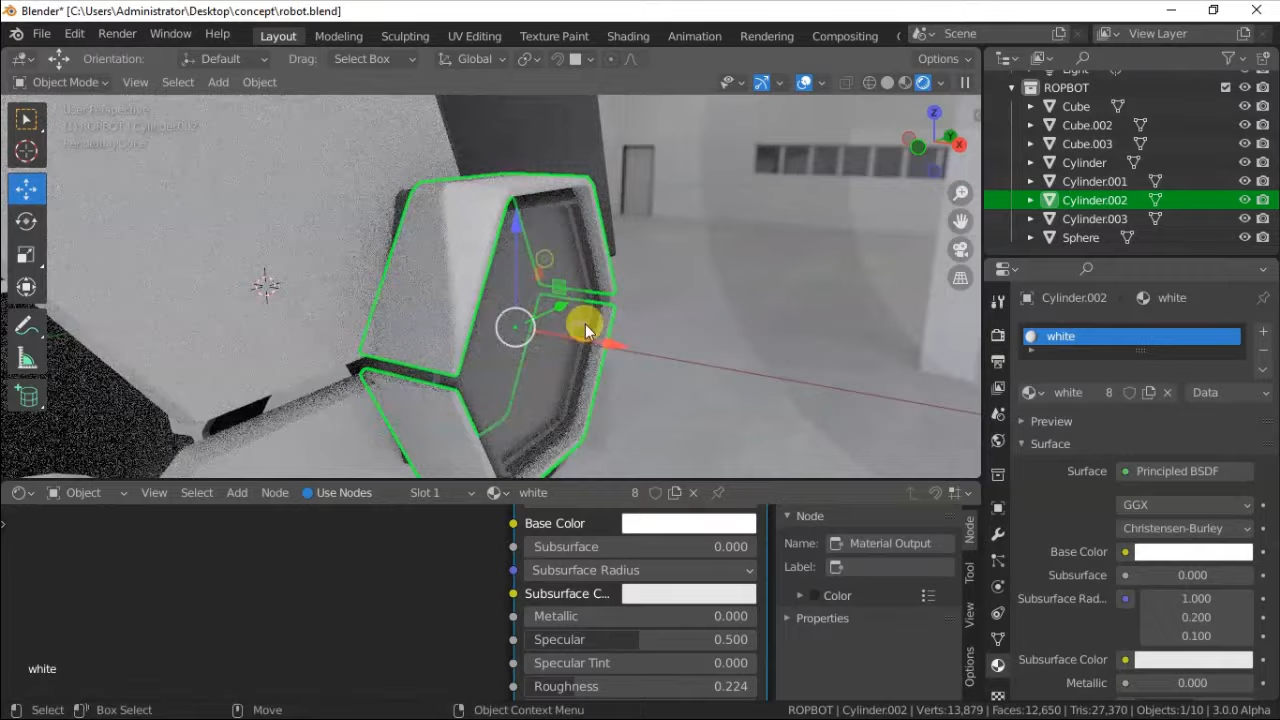 Blender* [C:\Users\Administrator\Desktop\concept\robot.blend]
File Edit Render Window Help Layout Modeling Sculpting UV Editing Texture Paint Shading Animation Rendering Compositing Scene View Layer
Orientation: Default Drag: Select Box Global Options
Object Mode View Select Add Object
User Perspective
(1) ROPBOT | Cylinder.002
ROPBOT
Cube
Cube.002
Cube.003
Cylinder
Cylinder.001
Cylinder.002
Cylinder.003
Sphere
Z
Y
X
Cylinder.002 white
white
white 8 Data
Preview
Surface
Surface Principled BSDF
GGX
Christensen-Burley
Base Color
Subsurface 0.000
Subsurface Rad... 1.000
0.200
0.100
Subsurface Color
Metallic 0.000
Object View Select Add Node Use Nodes Slot 1 white 8
Base Color
Subsurface 0.000
Subsurface Radius
Subsurface C...
Metallic 0.000
Specular 0.500
Specular Tint 0.000
Roughness 0.224
Node
Name: Material Output
Label:
Color
Properties
Node
Tool
View
Options
white
Select Box Select Move Object Context Menu ROPBOT | Cylinder.002 | Verts:13,879 | Faces:12,650 | Tris:27,370 | Objects:1/10 | 3.0.0 Alpha